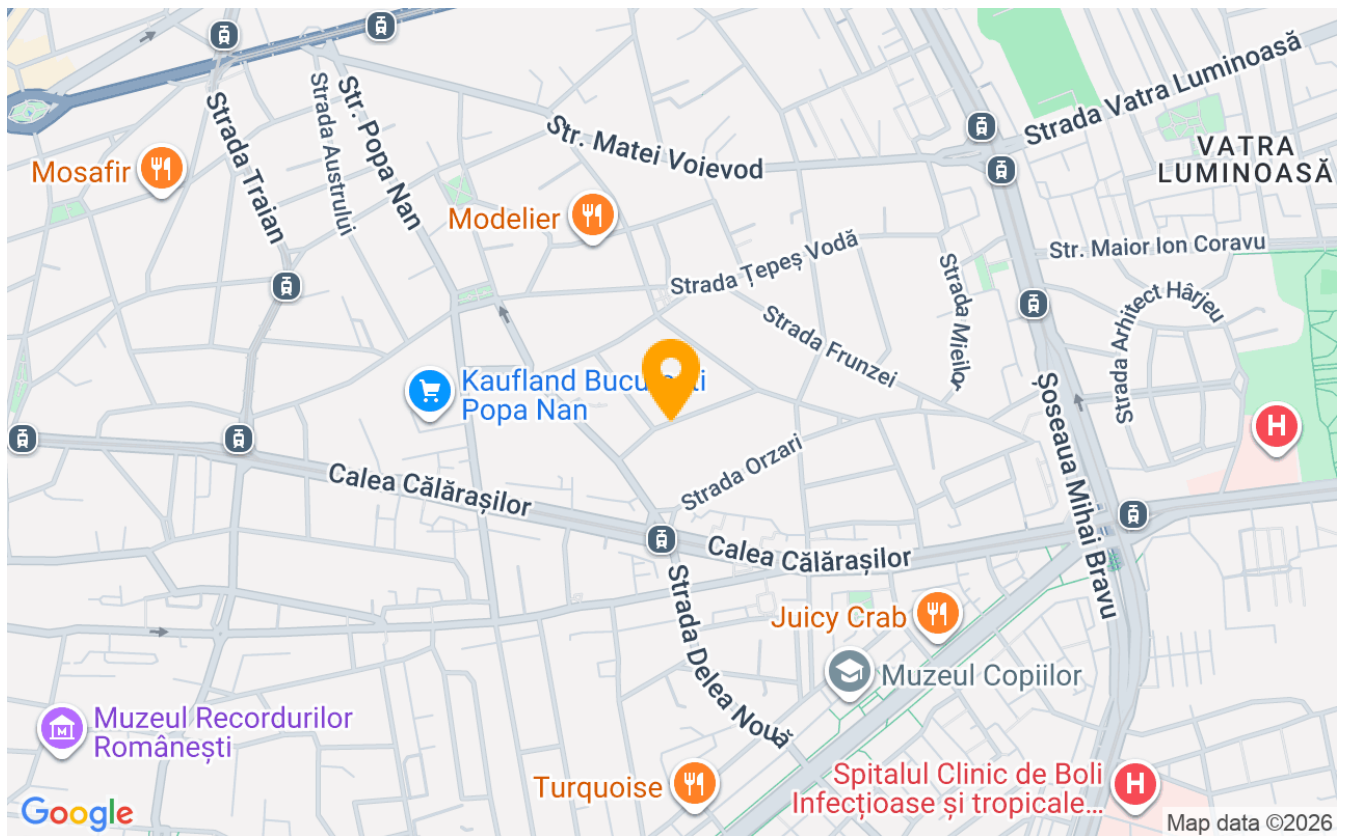 Strada Vatra Luminoasă
Strada Traian
Strada Austrului
Str. Popa Nan
Str. Matei Voievod
VATRA
LUMINOASĂ
Mosafir
Modelier
Strada Țepeș Vodă
Str. Maior Ion Coravu
Strada Mieilor
Strada Arhitect Hârjeu
Strada Frunzei
Kaufland București
Popa Nan
Șoseaua Mihai Bravu
H
Calea Călărașilor
Strada Orzari
Calea Călărașilor
Strada Delea Nouă
Juicy Crab
Muzeul Copiilor
M
Muzeul Recordurilor
Românești
Turquoise
Spitalul Clinic de Boli
Infecțioase și tropicale…
H
Google
Map data ©2026